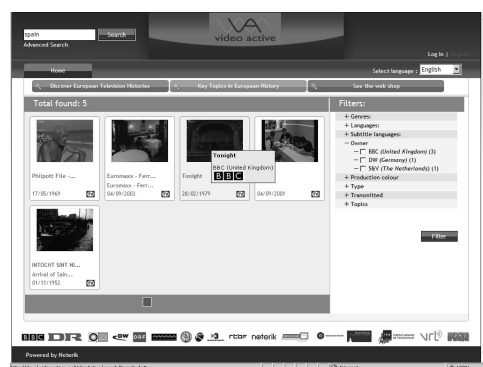 video active
spain
Search
Advanced Search
Log in |
Home
Select language : English
Discover European Television Histories
Key Topics in European History
See the web shop
Total found: 5
Philpott File -...
17/05/1969
Euromaxx - Ferr...
Euromaxx - Ferr...
04/09/2003
Tonight
28/02/1979
Tonight
BBC (United Kingdom)
BBC
04/09/2001
INTOCHT SINT NI...
Arrival of Sain...
01/11/1952
Filters:
+ Genres:
+ Languages:
+ Subtitle languages:
− Owner
− BBC (United Kingdom) (3)
− DW (Germany) (1)
− S&V (The Netherlands) (1)
+ Production colour
+ Type
+ Transmitted
+ Topics
Filter
BBC DW ORF rtbf noterik vrt
Powered by Noterik